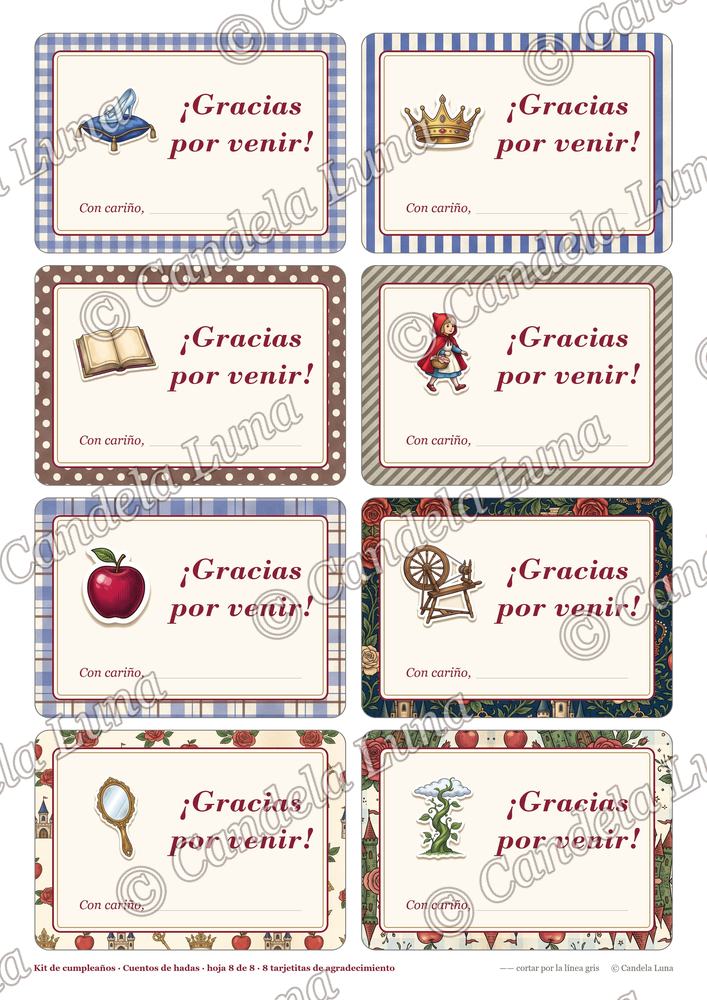 ¡Gracias
por venir!
Con cariño,
¡Gracias
por venir!
Con cariño,
¡Gracias
por venir!
Con cariño,
¡Gracias
por venir!
Con cariño,
¡Gracias
por venir!
Con cariño,
¡Gracias
por venir!
Con cariño,
¡Gracias
por venir!
Con cariño,
¡Gracias
por venir!
Con cariño,
Kit de cumpleaños · Cuentos de hadas · hoja 8 de 8 · 8 tarjetitas de agradecimiento
—— cortar por la línea gris © Candela Luna
© Candela Luna